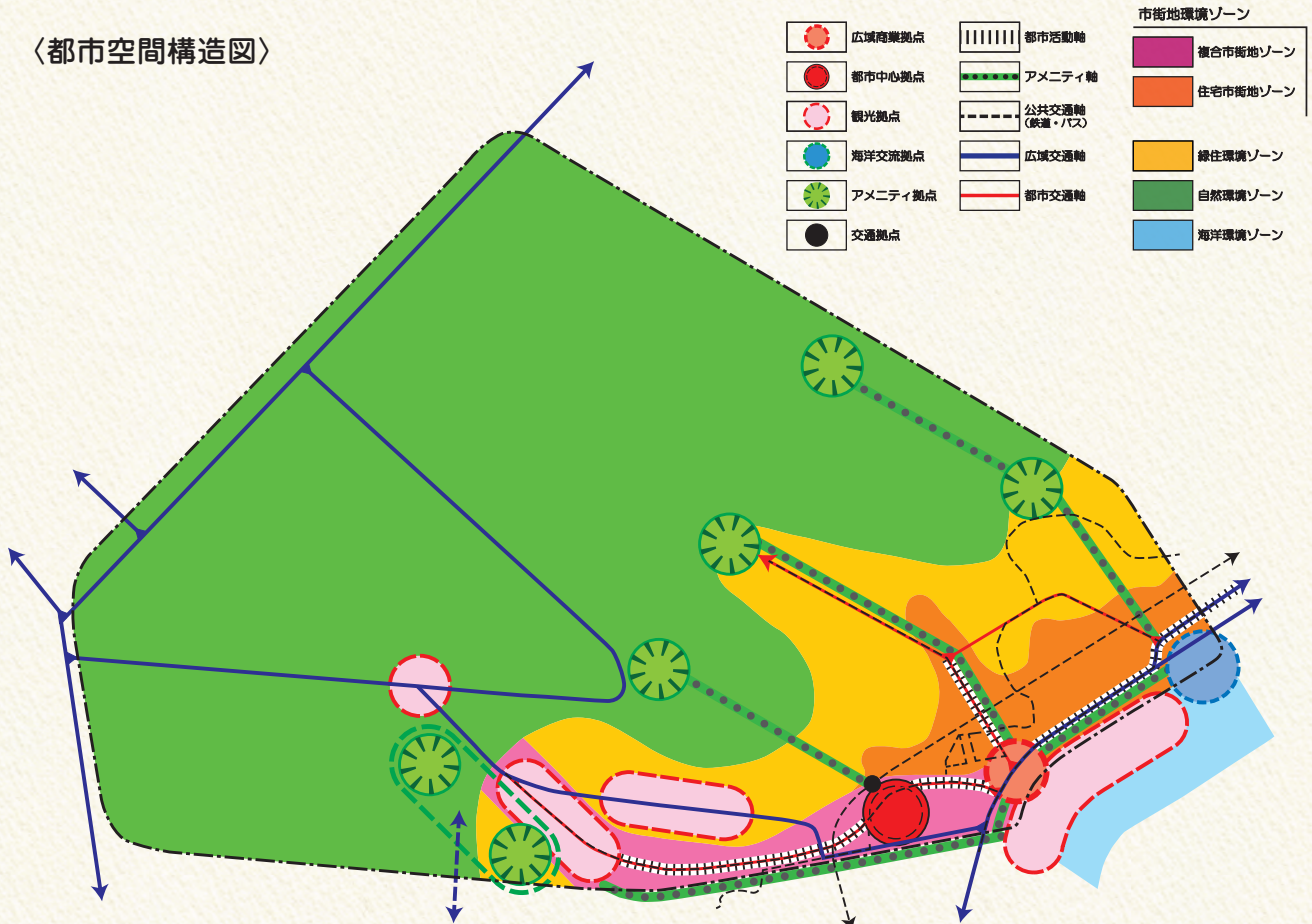 〈都市空間構造図〉
広域商業拠点
都市中心拠点
観光拠点
海洋交流拠点
アメニティ拠点
交通拠点
都市活動軸
アメニティ軸
公共交通軸
(鉄道・バス)
広域交通軸
都市交通軸
市街地環境ゾーン
複合市街地ゾーン
住宅市街地ゾーン
緑住環境ゾーン
自然環境ゾーン
海洋環境ゾーン